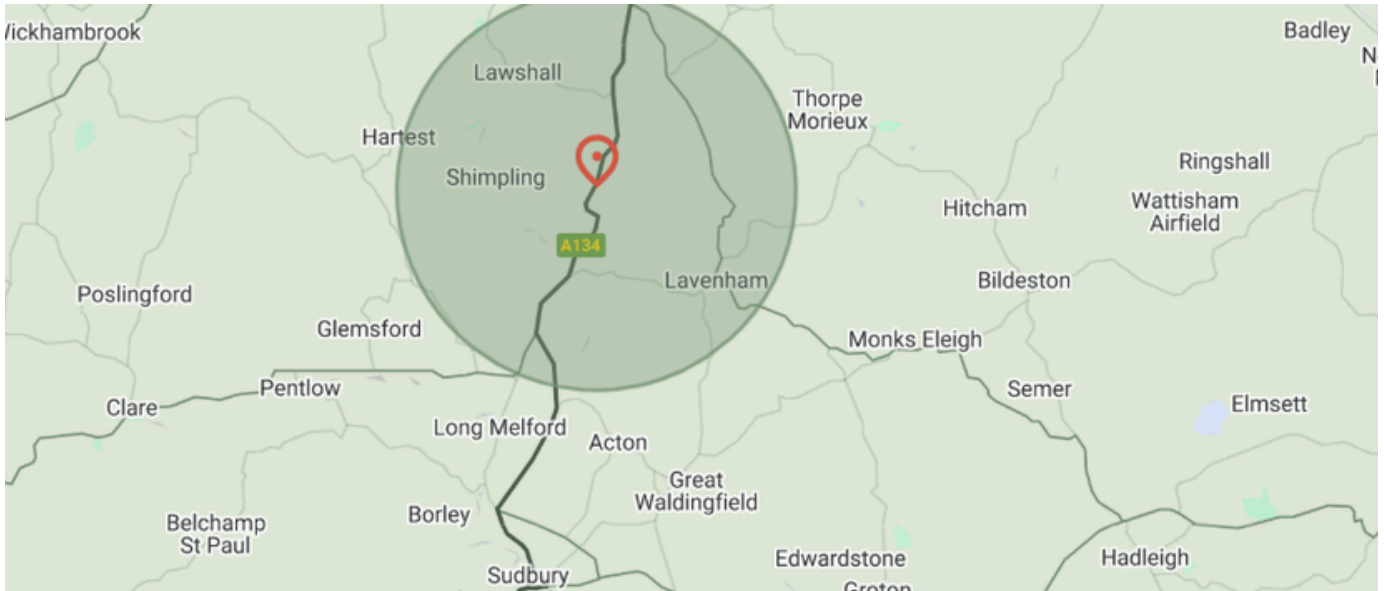 Wickhambrook
Badley
Lawshall
Thorpe
Morieux
Hartest
Ringshall
Shimpling
Wattisham
Airfield
Hitcham
A134
Lavenham
Bildeston
Poslingford
Glemsford
Monks Eleigh
Pentlow
Semer
Clare
Elmsett
Long Melford
Acton
Great
Waldingfield
Borley
Belchamp
St Paul
Edwardstone
Hadleigh
Sudbury
Groton